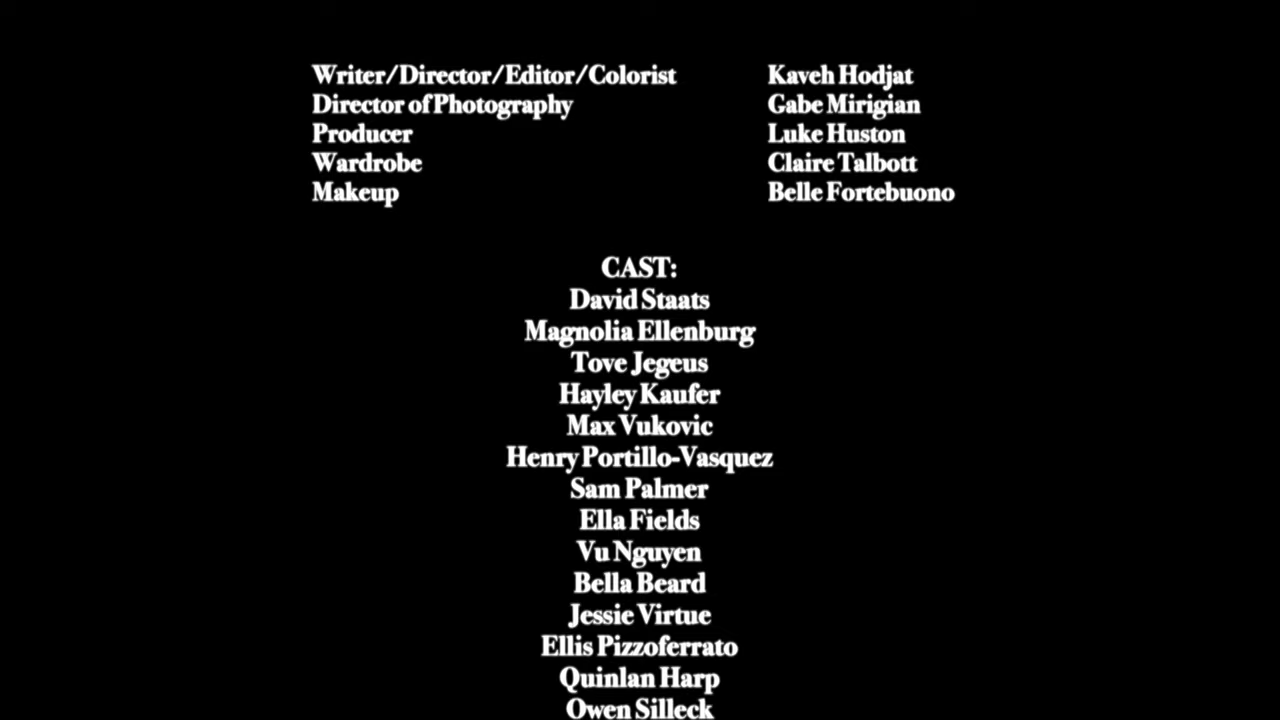 Writer/Director/Editor/Colorist Kaveh Hodjat
Director of Photography Gabe Mirigian
Producer Luke Huston
Wardrobe Claire Talbott
Makeup Belle Fortebuono
CAST:
David Staats
Magnolia Ellenburg
Tove Jegeus
Hayley Kaufer
Max Vukovic
Henry Portillo-Vasquez
Sam Palmer
Ella Fields
Vu Nguyen
Bella Beard
Jessie Virtue
Ellis Pizzoferrato
Quinlan Harp
Owen Silleck